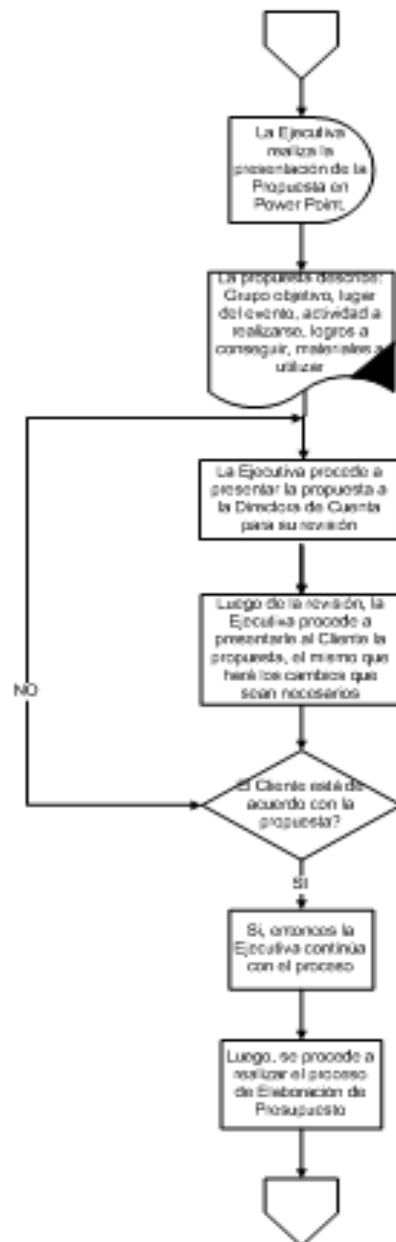 La Ejecutiva
realiza la
presentación de la
Propuesta en
Power Point.
La propuesta describe:
Grupo objetivo, lugar
del evento, actividad a
realizarse, logros a
conseguir, materiales a
utilizar
La Ejecutiva procede a
presentar la propuesta a
la Directora de Cuenta
para su revisión
Luego de la revisión, la
Ejecutiva procede a
presentarle al Cliente la
propuesta, el mismo que
hará los cambios que
sean necesarios
NO
El Cliente está de
acuerdo con la
propuesta?
SI
Si, entonces la
Ejecutiva continúa
con el proceso
Luego, se procede a
realizar el proceso
de Elaboración de
Presupuesto